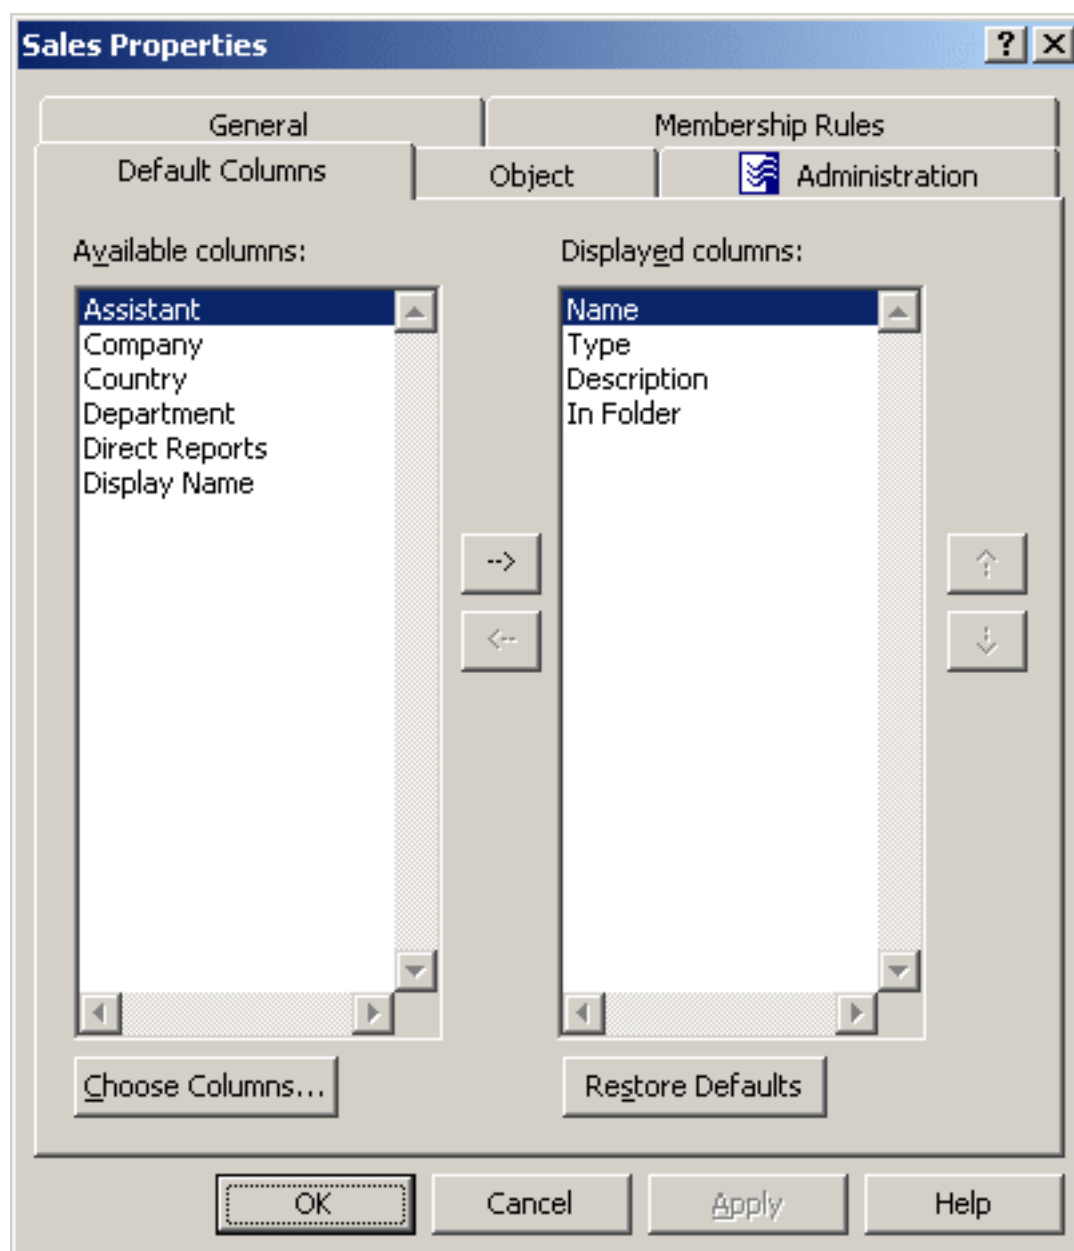 Sales Properties
General
Membership Rules
Default Columns
Object
Administration
Available columns:
Displayed columns:
Assistant
Company
Country
Department
Direct Reports
Display Name
Name
Type
Description
In Folder
-->
<--
Choose Columns...
Restore Defaults
OK
Cancel
Apply
Help